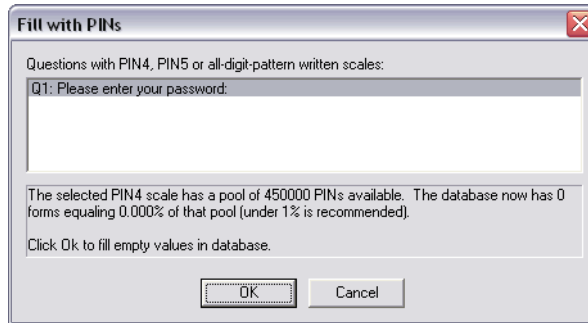 Fill with PINs
Questions with PIN4, PIN5 or all-digit-pattern written scales:
Q1: Please enter your password:
The selected PIN4 scale has a pool of 450000 PINs available.  The database now has 0
forms equaling 0.000% of that pool (under 1% is recommended).
Click Ok to fill empty values in database.
OK
Cancel